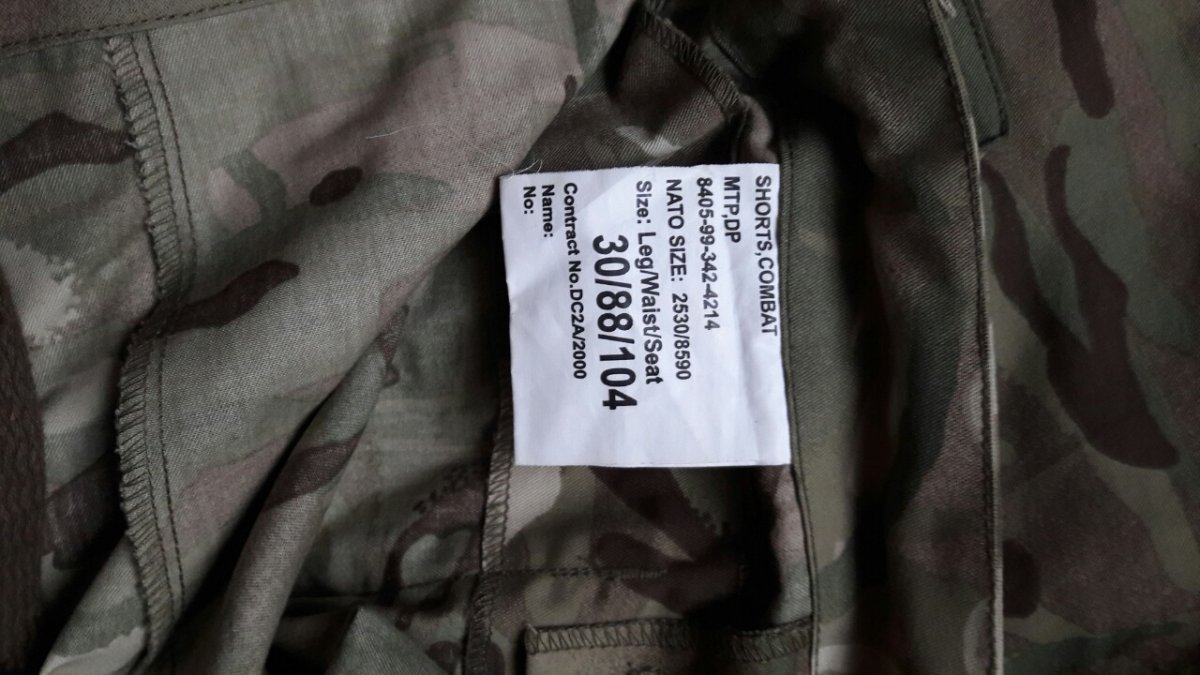 SHORTS,COMBAT
MTP,DP
8405-99-342-4214
NATO SIZE: 2530/8590
Size: Leg/Waist/Seat
30/88/104
Contract No.DC2A/2000
Name:
No: